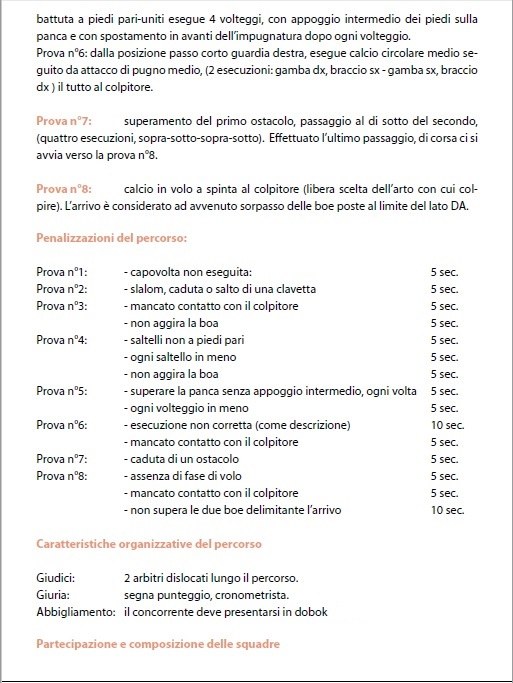 battuta a piedi pari-uniti esegue 4 volteggi, con appoggio intermedio dei piedi sulla
panca e con spostamento in avanti dell'impugnatura dopo ogni volteggio.
Prova n°6: dalla posizione passo corto guardia destra, esegue calcio circolare medio se-
guito da attacco di pugno medio, (2 esecuzioni: gamba dx, braccio sx - gamba sx, braccio
dx ) il tutto al colpitore.
Prova n°7: superamento del primo ostacolo, passaggio al di sotto del secondo,
(quattro esecuzioni, sopra-sotto-sopra-sotto). Effettuato l'ultimo passaggio, di corsa ci si
avvia verso la prova n°8.
Prova n°8: calcio in volo a spinta al colpitore (libera scelta dell'arto con cui col-
pire). L'arrivo è considerato ad avvenuto sorpasso delle boe poste al limite del lato DA.
Penalizzazioni del percorso:
Prova n°1: - capovolta non eseguita: 5 sec.
Prova n°2: - slalom, caduta o salto di una clavetta 5 sec.
Prova n°3: - mancato contatto con il colpitore 5 sec.
- non aggira la boa 5 sec.
Prova n°4: - saltelli non a piedi pari 5 sec.
- ogni saltello in meno 5 sec.
- non aggira la boa 5 sec.
Prova n°5: - superare la panca senza appoggio intermedio, ogni volta 5 sec.
- ogni volteggio in meno 5 sec.
Prova n°6: - esecuzione non corretta (come descrizione) 10 sec.
- mancato contatto con il colpitore 5 sec.
Prova n°7: - caduta di un ostacolo 5 sec.
Prova n°8: - assenza di fase di volo 5 sec.
- mancato contatto con il colpitore 5 sec.
- non supera le due boe delimitante l'arrivo 10 sec.
Caratteristiche organizzative del percorso
Giudici: 2 arbitri dislocati lungo il percorso.
Giuria: segna punteggio, cronometrista.
Abbigliamento: il concorrente deve presentarsi in dobok
Partecipazione e composizione delle squadre